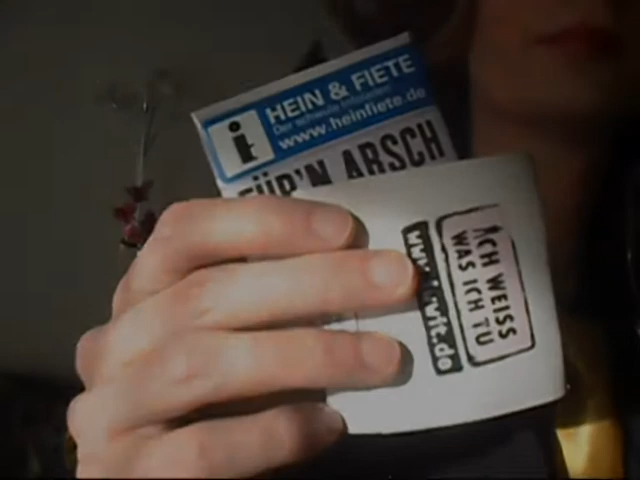 HEIN & FIETE
Der schwule Infoladen
www.heinfiete.de
FÜR'N ARSCH
ICH WEISS
WAS ICH TU